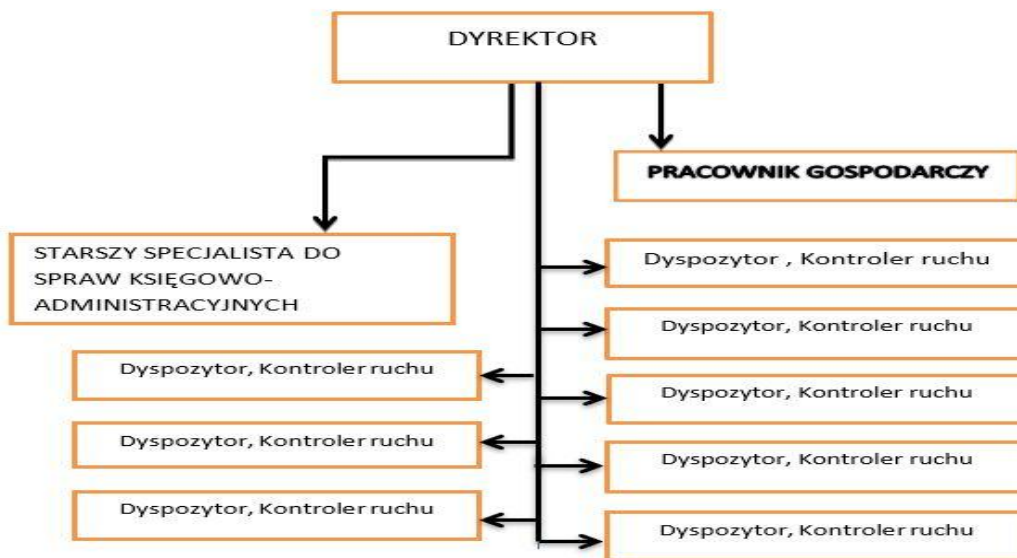 DYREKTOR
PRACOWNIK GOSPODARCZY
STARSZY SPECJALISTA DO
SPRAW KSIĘGOWO-
ADMINISTRACYJNYCH
Dyspozytor , Kontroler ruchu
Dyspozytor, Kontroler ruchu
Dyspozytor, Kontroler ruchu
Dyspozytor, Kontroler ruchu
Dyspozytor, Kontroler ruchu
Dyspozytor, Kontroler ruchu
Dyspozytor, Kontroler ruchu
Dyspozytor, Kontroler ruchu